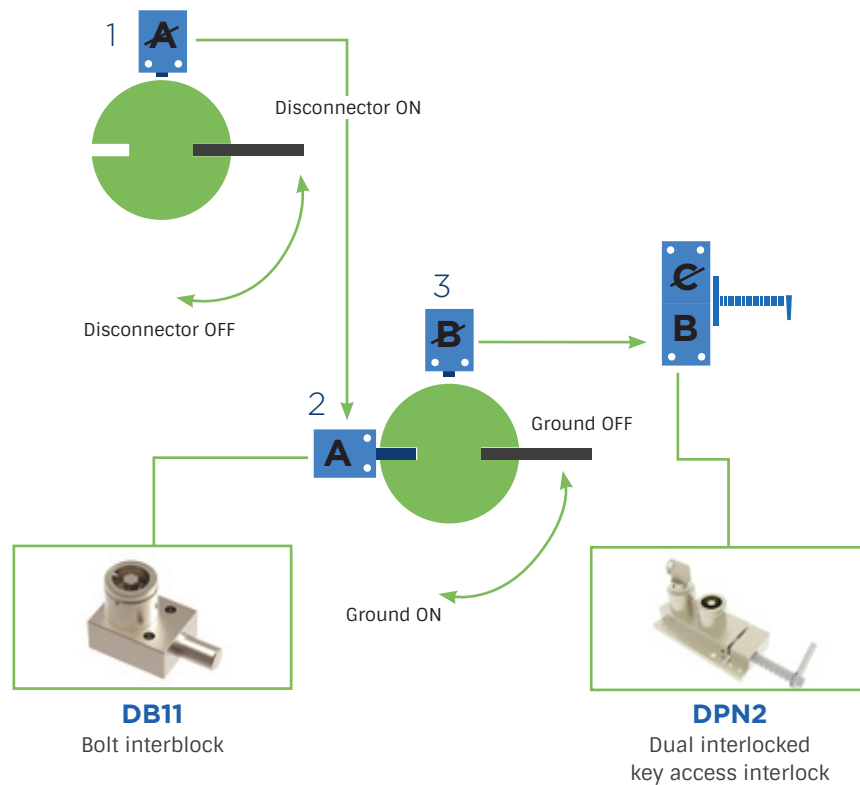 1
A
Disconnector ON
Disconnector OFF
3
B
C
B
2
A
Ground OFF
Ground ON
DB11
Bolt interblock
DPN2
Dual interlocked
key access interlock